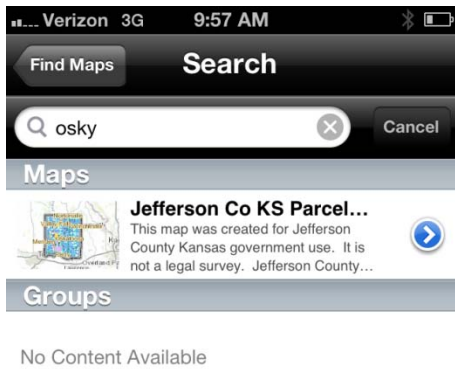 Verizon 3G 9:57 AM
Find Maps Search
osky Cancel
Maps
Jefferson Co KS Parcel...
This map was created for Jefferson
County Kansas government use. It is
not a legal survey. Jefferson County...
Groups
No Content Available